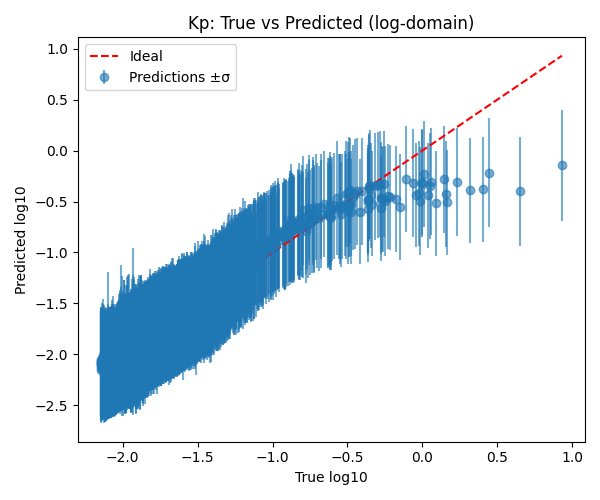 Kp: True vs Predicted (log-domain)
Ideal
Predictions ±σ
Predicted log10
1.0
0.5
0.0
−0.5
−1.0
−1.5
−2.0
−2.5
−2.0 −1.5 −1.0 −0.5 0.0 0.5 1.0
True log10